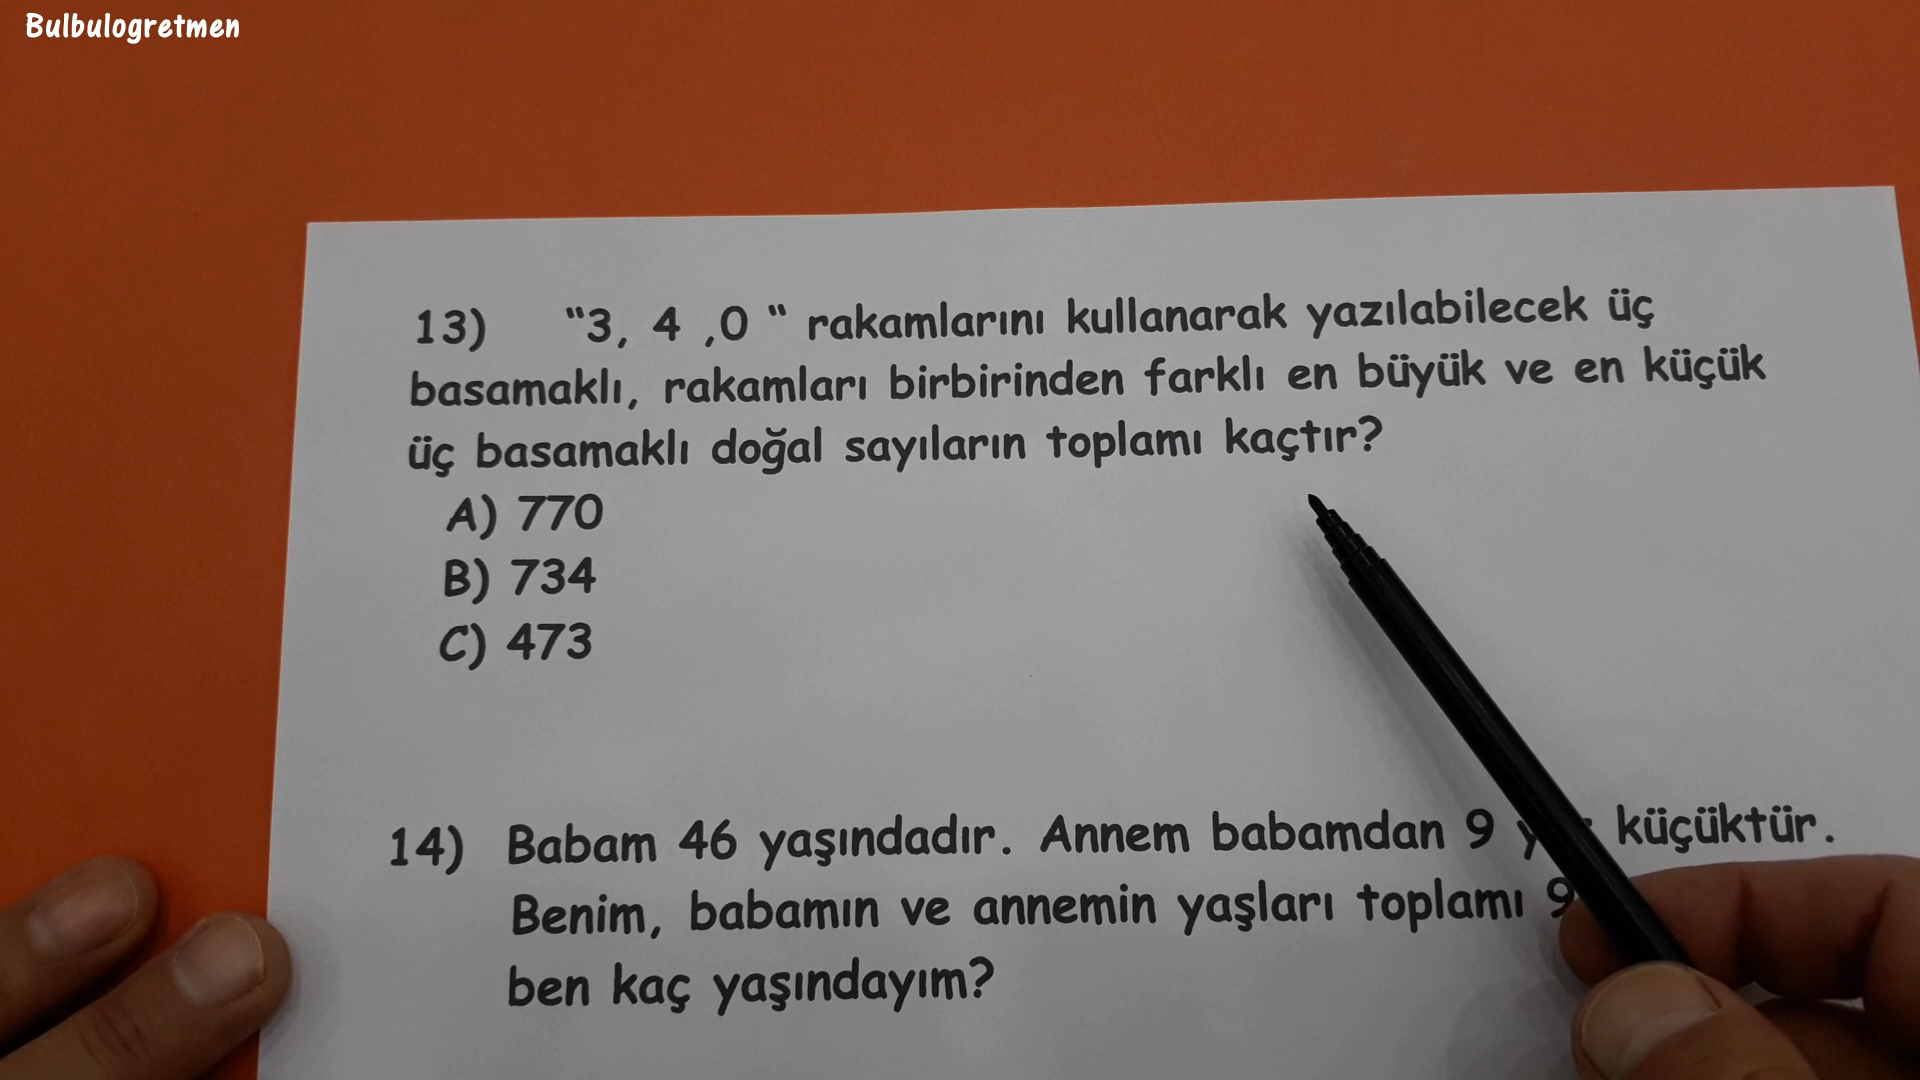 Bulbulogretmen
13) "3, 4 ,0 " rakamlarını kullanarak yazılabilecek üç
basamaklı, rakamları birbirinden farklı en büyük ve en küçük
üç basamaklı doğal sayıların toplamı kaçtır?
A) 770
B) 734
C) 473
14) Babam 46 yaşındadır. Annem babamdan 9 küçüktür.
Benim, babamın ve annemin yaşları toplamı
ben kaç yaşındayım?